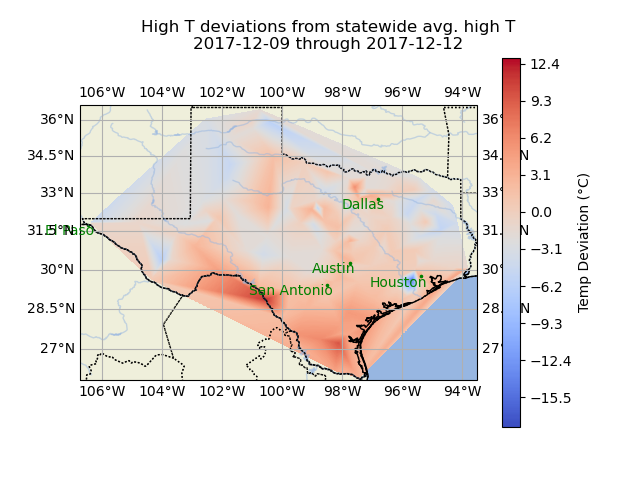 High T deviations from statewide avg. high T
2017-12-09 through 2017-12-12
106°W 104°W 102°W 100°W 98°W 96°W 94°W
36°N 36°N
34.5°N 34.5°N
33°N 33°N
31.5°N 31.5°N
30°N 30°N
28.5°N 28.5°N
27°N 27°N
106°W 104°W 102°W 100°W 98°W 96°W 94°W
El Paso
Dallas
Austin
San Antonio
Houston
12.4
9.3
6.2
3.1
0.0
−3.1
−6.2
−9.3
−12.4
−15.5
Temp Deviation (°C)